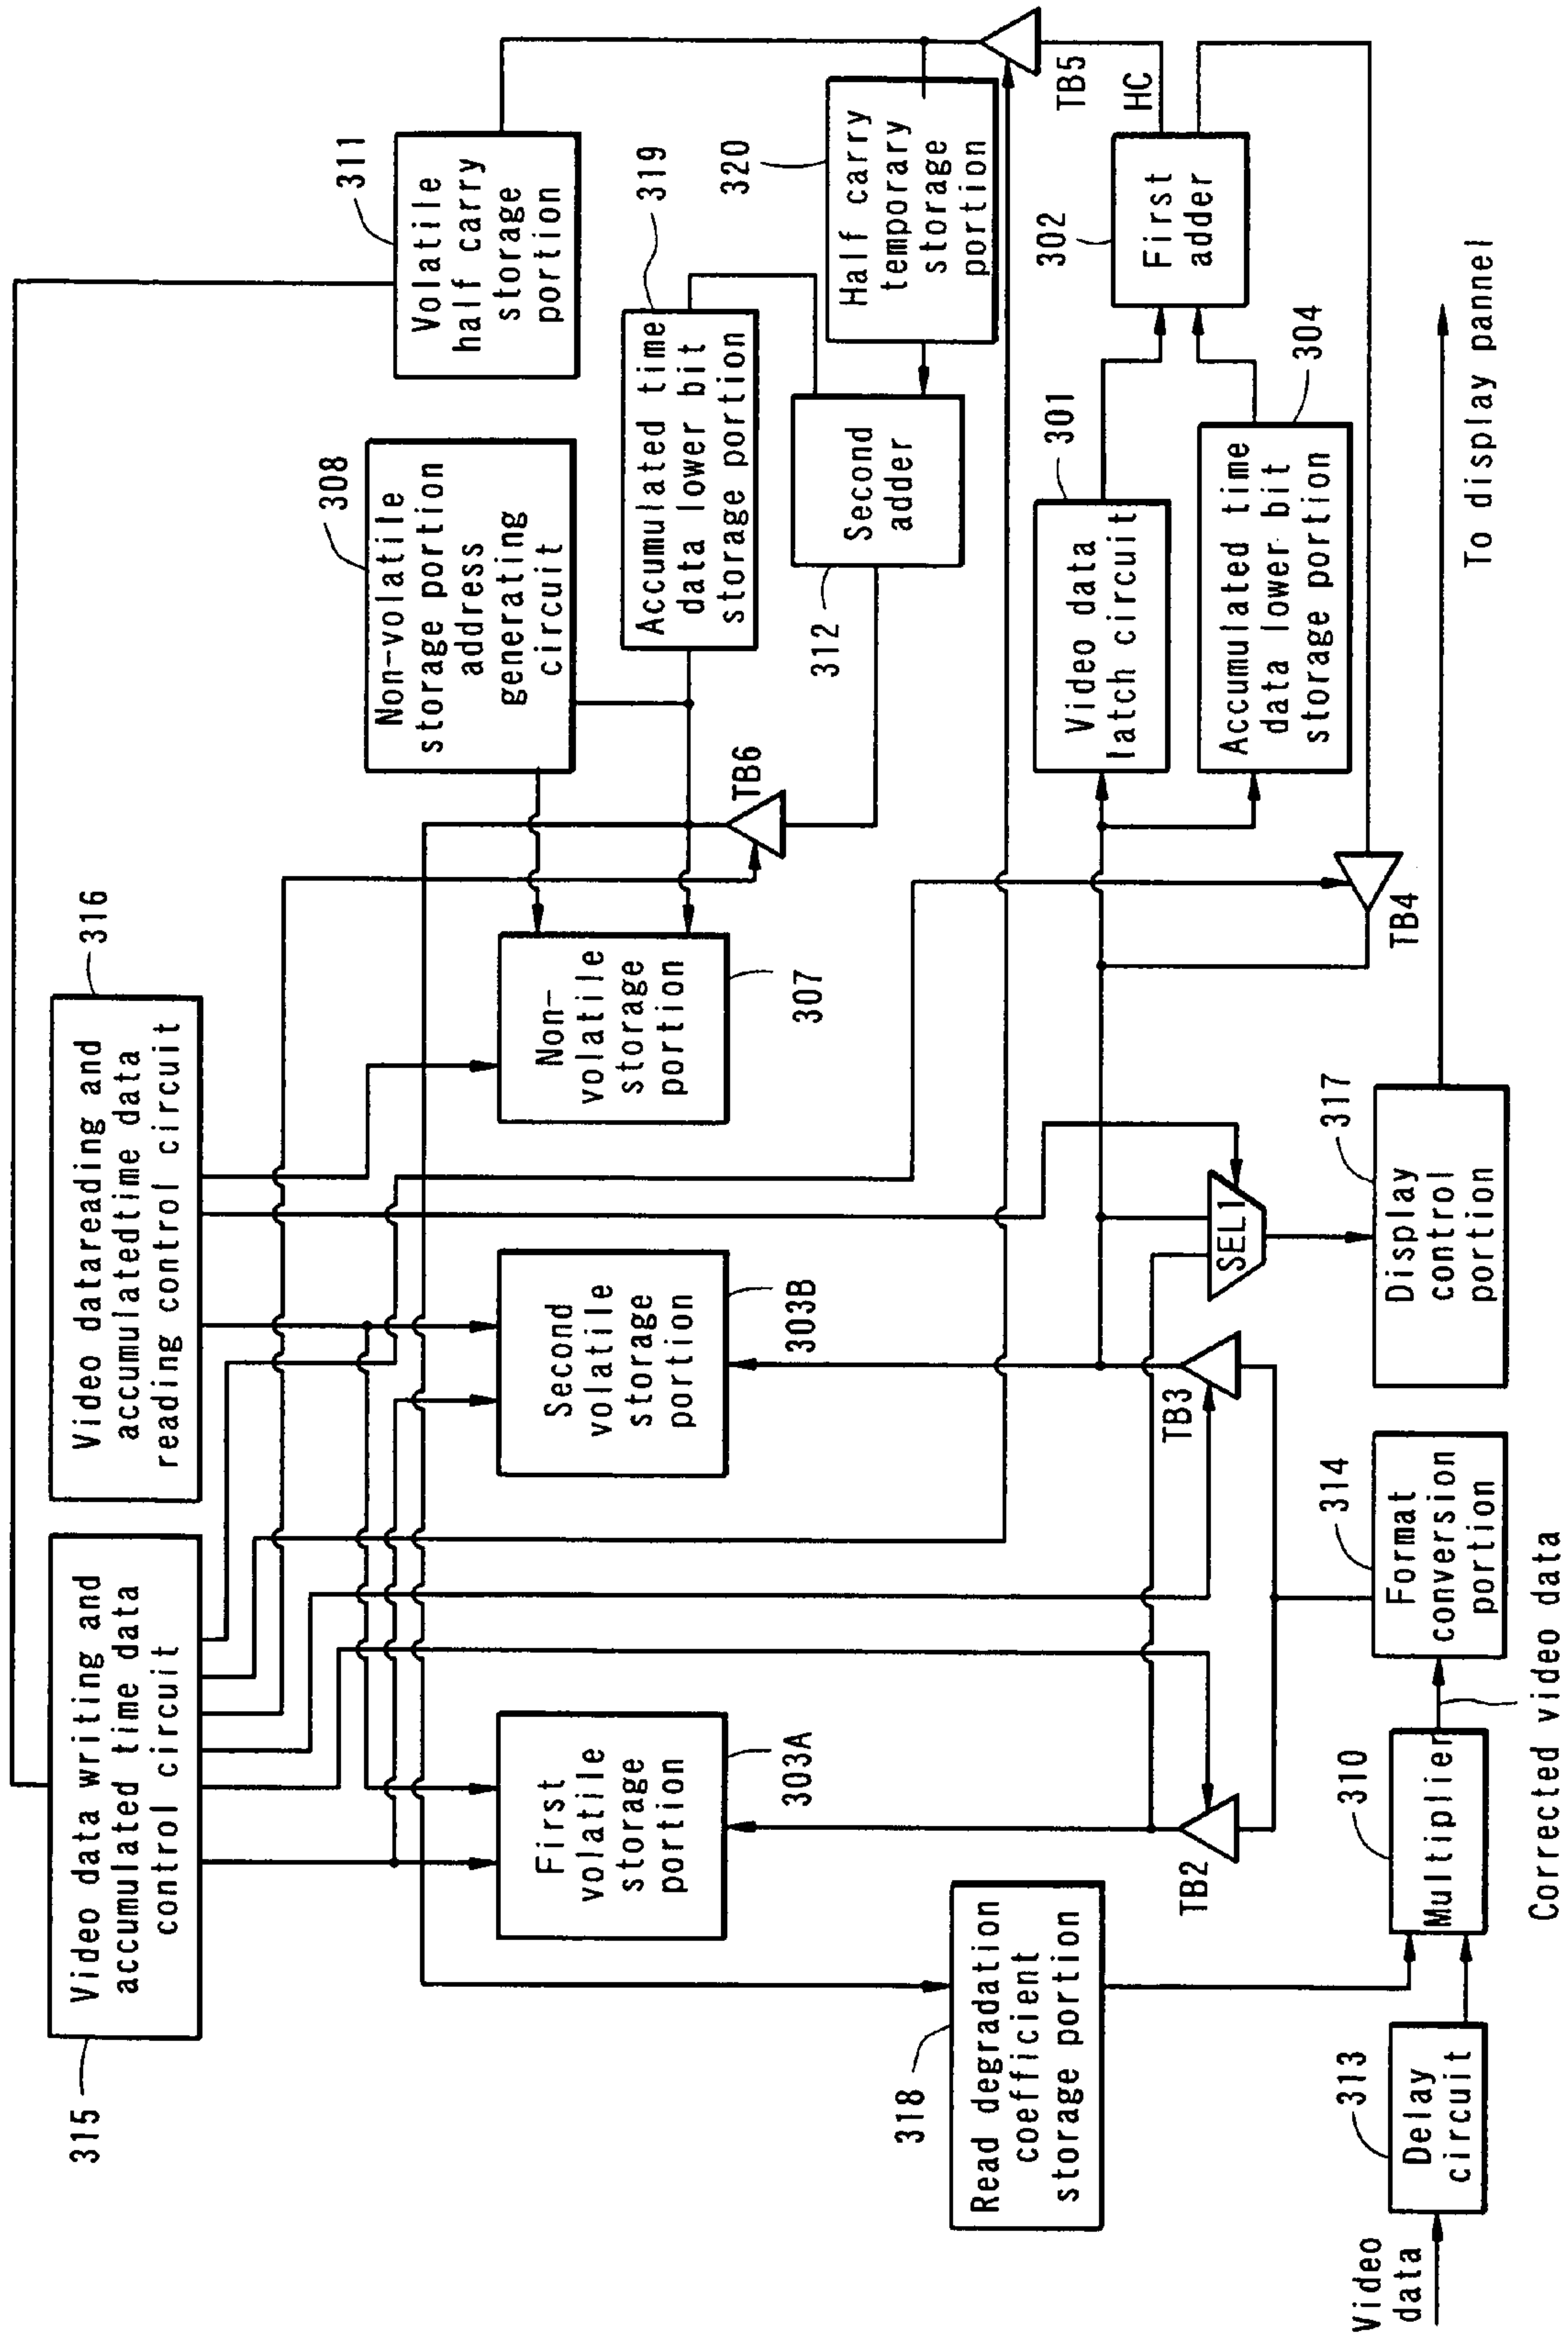 315
Video data writing and
accumulated time data
control circuit
Video datareading and
accumulatedtime data
reading control circuit
316
308
Non-volatile
storage portion
address
generating
circuit
311
Volatile
half carry
storage
portion
First
volatile
storage
portion
303A
Second
volatile
storage
portion
303B
Non-
volatile
storage
portion
307
TB6
319
Accumulated time
data lower bit
storage portion
312
Second
adder
320
Half carry
temporary
storage
portion
TB5
HC
318
Read degradation
coefficient
storage portion
TB2
TB3
SEL1
301
Video data
latch circuit
304
Accumulated time
data lower bit
storage portion
302
First
adder
TB4
Video
data
313
Delay
circuit
310
Multiplier
Corrected video data
314
Format
conversion
portion
317
Display
control
portion
To display pannel